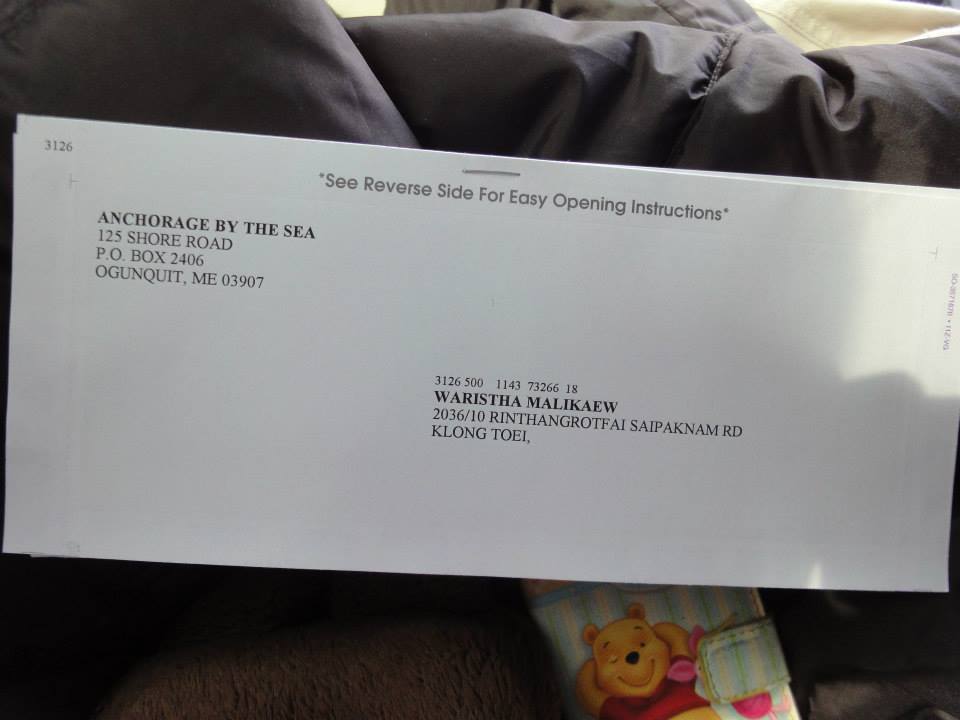 3126
*See Reverse Side For Easy Opening Instructions*
ANCHORAGE BY THE SEA
125 SHORE ROAD
P.O. BOX 2406
OGUNQUIT, ME 03907
3126 500 1143 73266 18
WARISTHA MALIKAEW
2036/10 RINTHANGROTFAI SAIPAKNAM RD
KLONG TOEI,